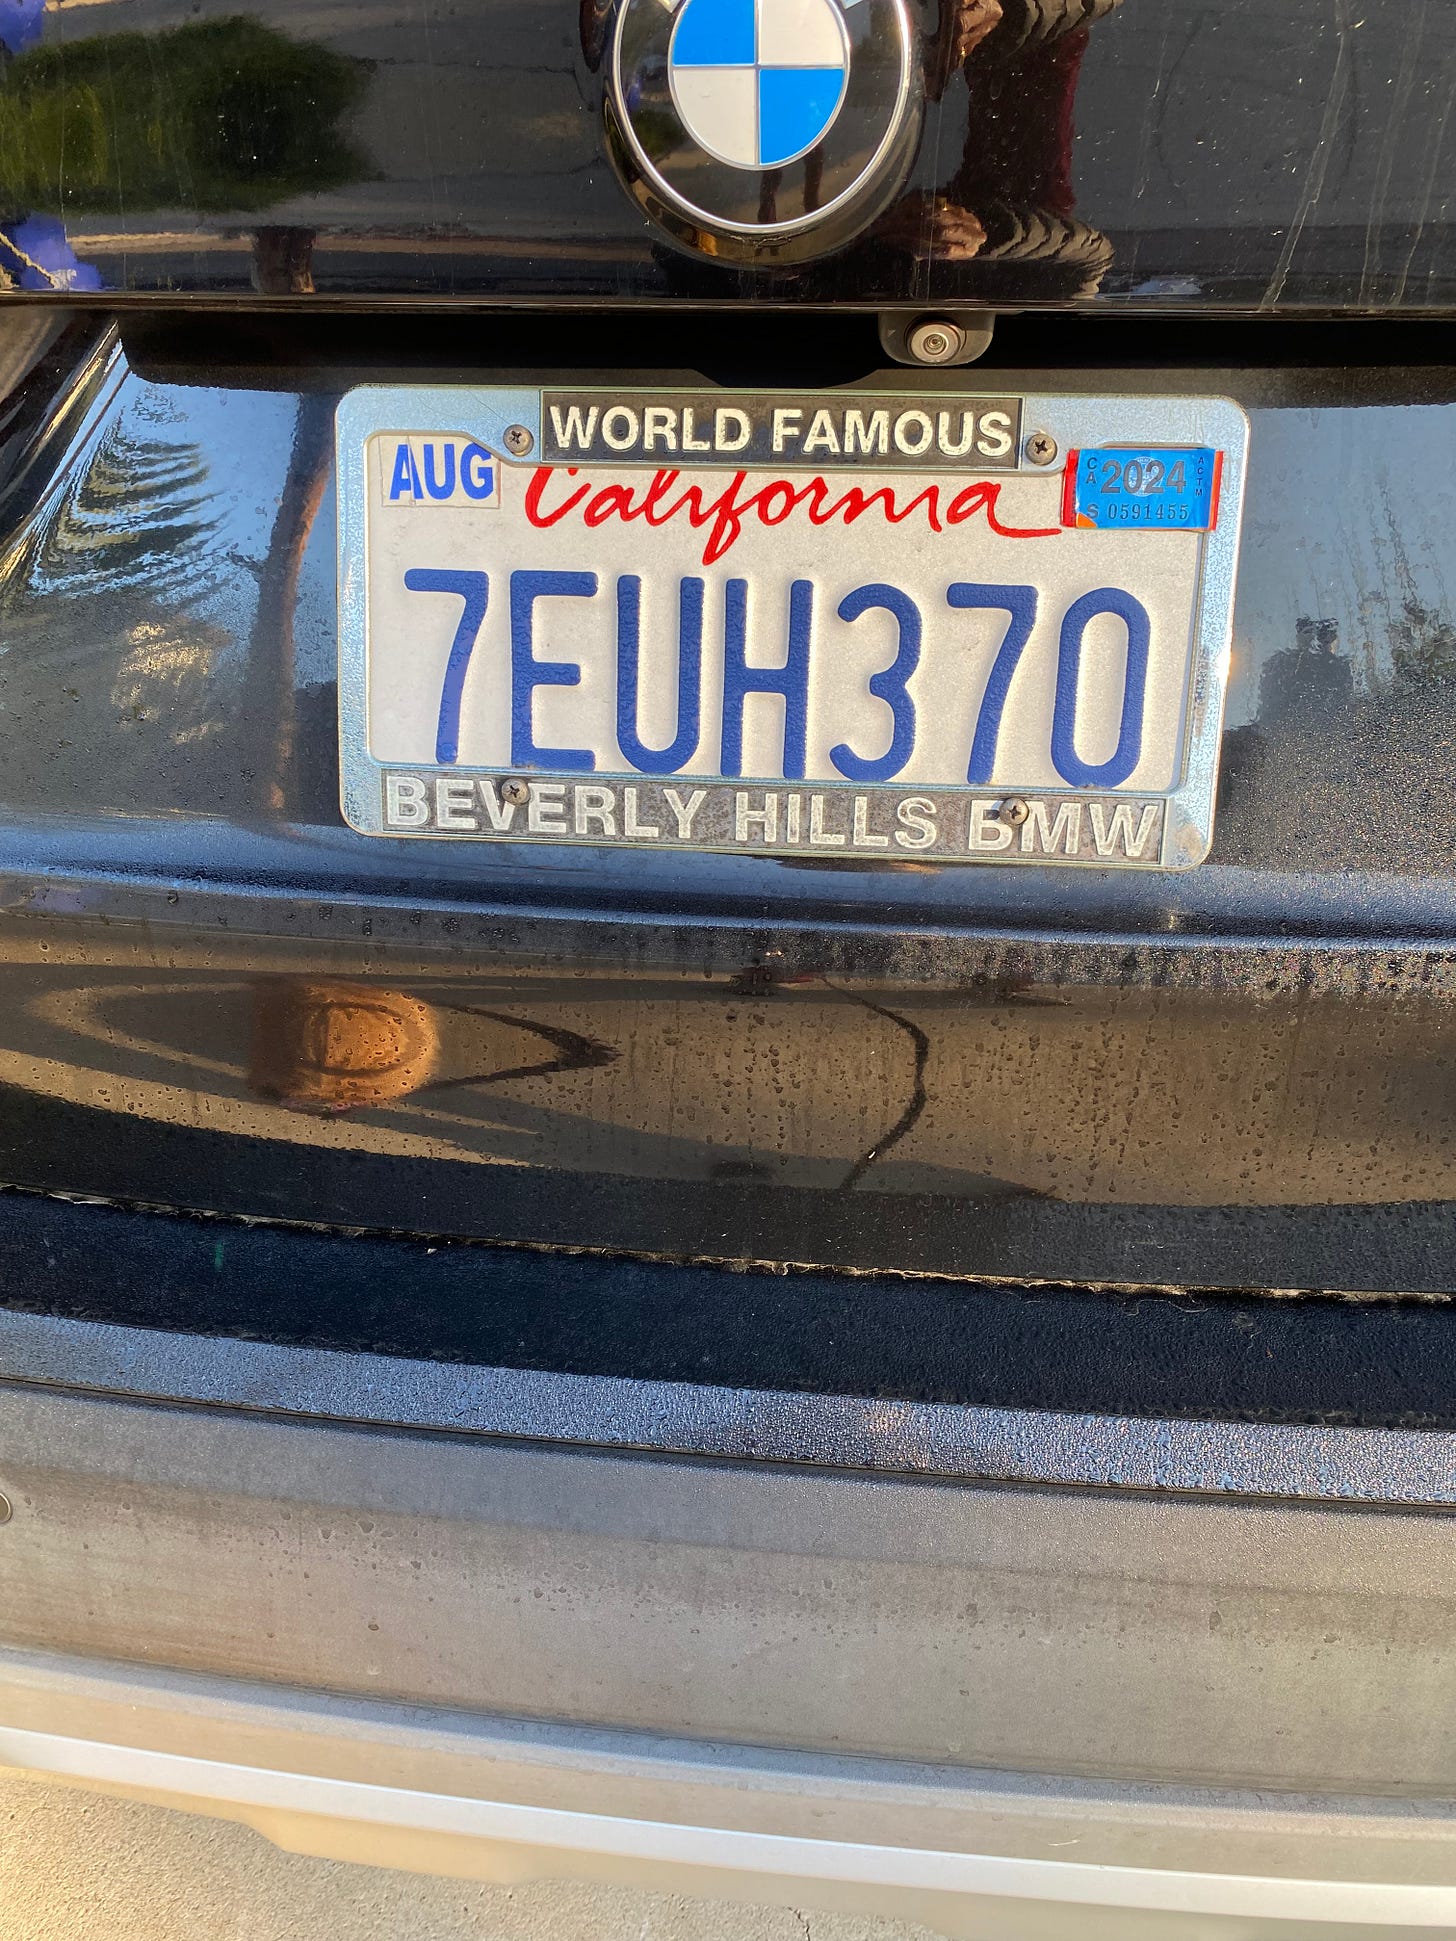 WORLD FAMOUS
AUG
California
CA 2024 ACTM
S 0591455
7EUH370
BEVERLY HILLS BMW